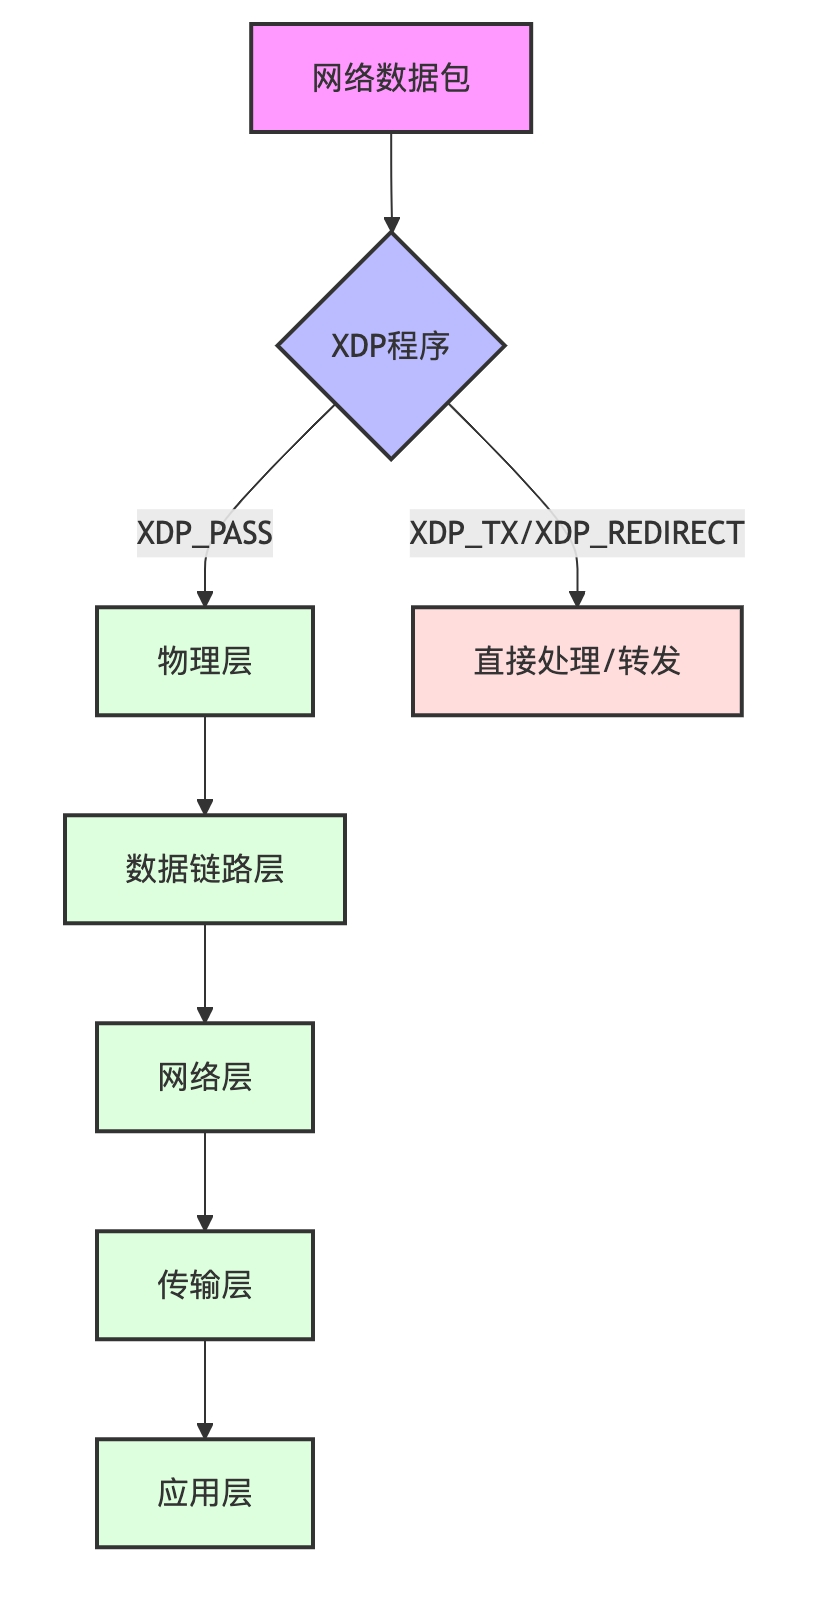 网络数据包
XDP程序
XDP_PASS
XDP_TX/XDP_REDIRECT
物理层
直接处理/转发
数据链路层
网络层
传输层
应用层